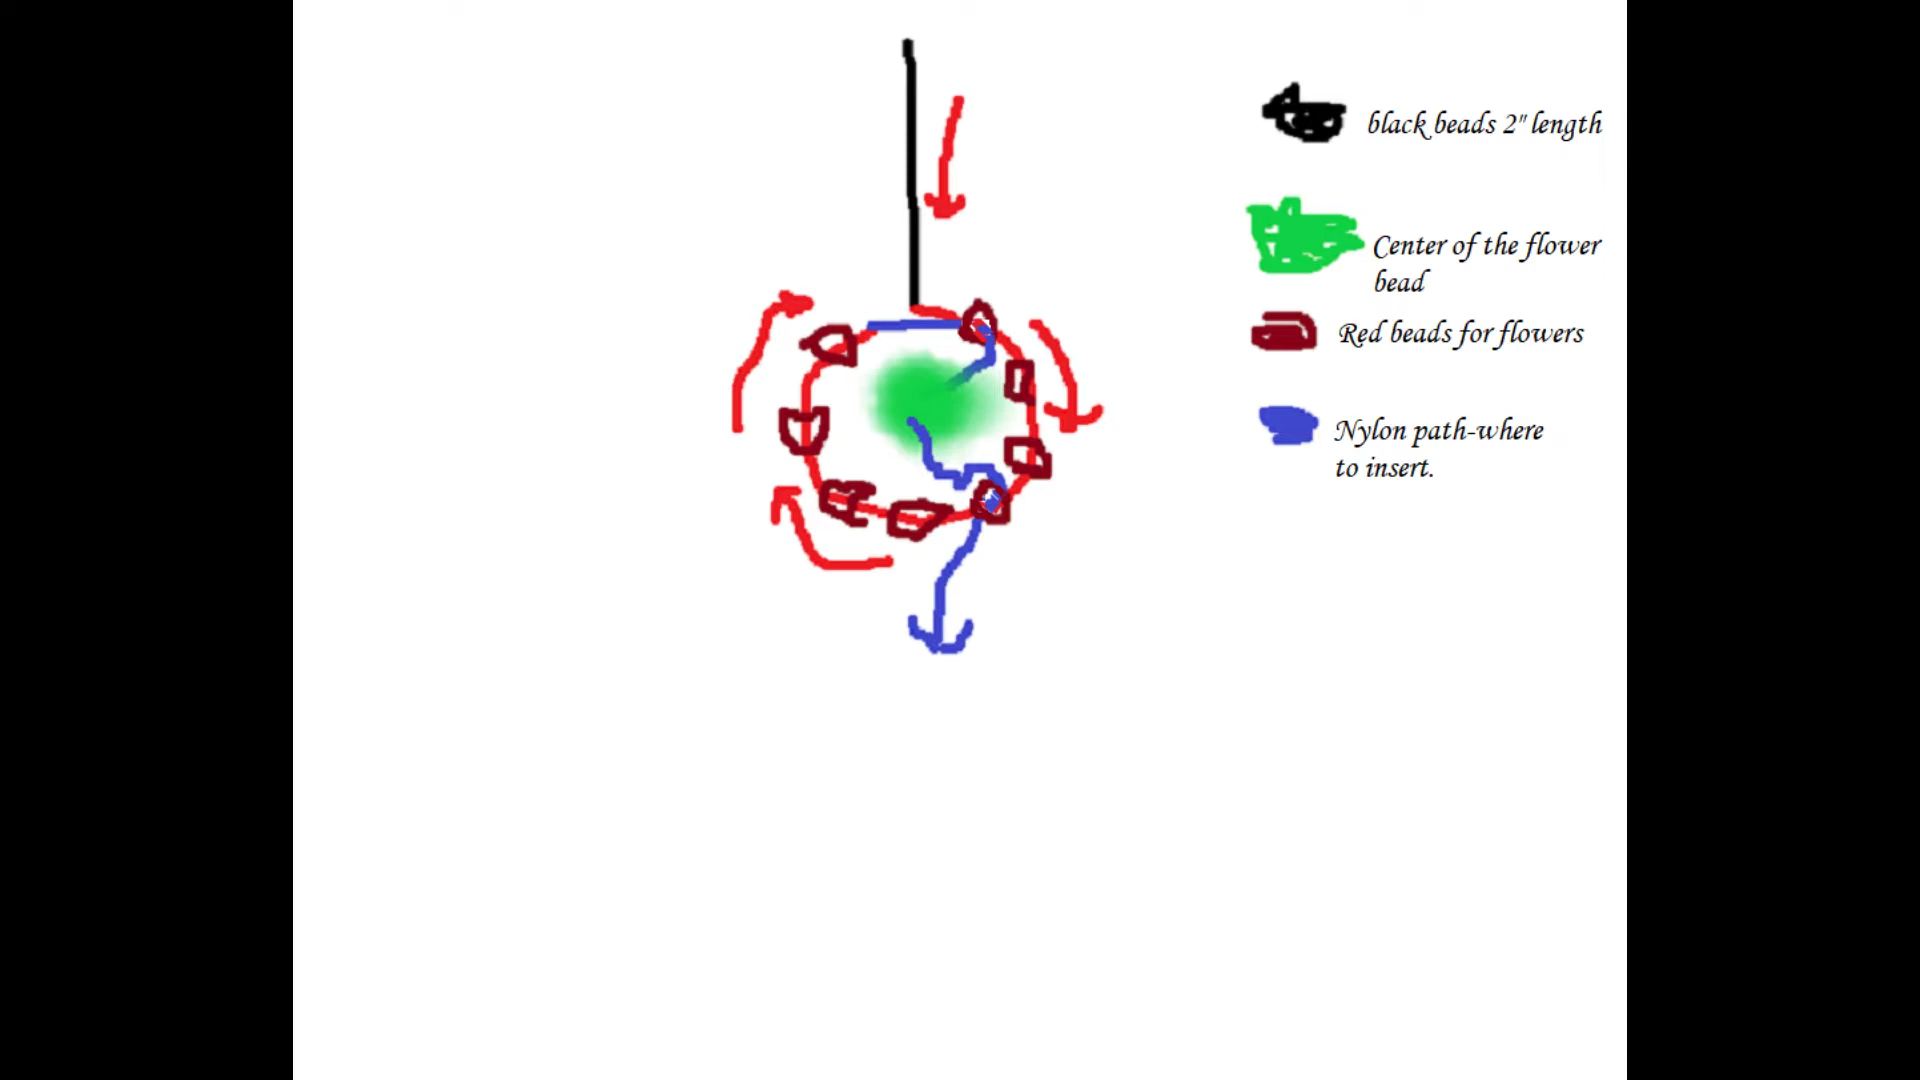 black beads 2" length
Center of the flower
bead
Red beads for flowers
Nylon path-where
to insert.